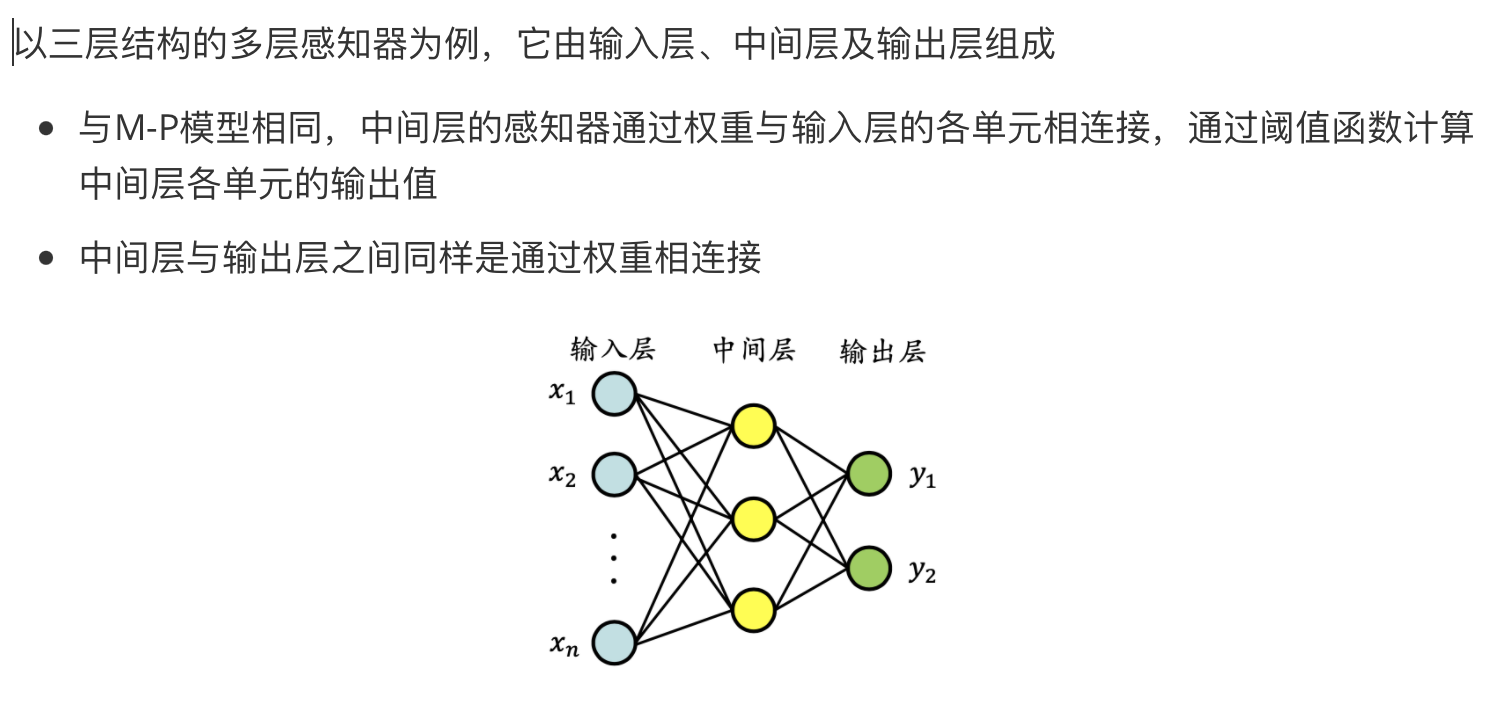 以三层结构的多层感知器为例，它由输入层、中间层及输出层组成
与M-P模型相同，中间层的感知器通过权重与输入层的各单元相连接，通过阈值函数计算
中间层各单元的输出值
中间层与输出层之间同样是通过权重相连接
输入层 中间层 输出层
x₁
x₂
y₁
⋮
y₂
xₙ